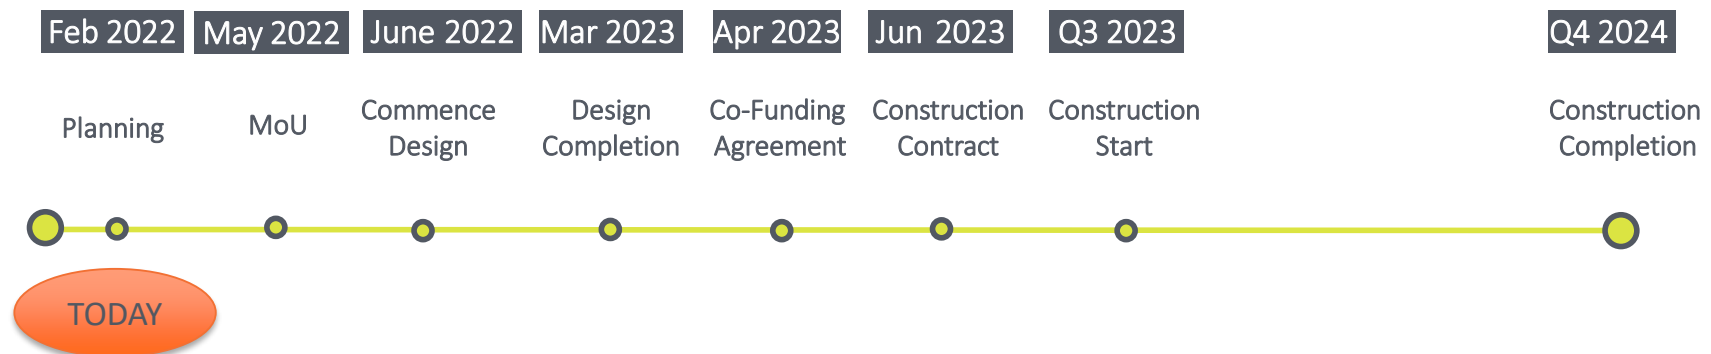 Feb 2022
May 2022
June 2022
Mar 2023
Apr 2023
Jun 2023
Q3 2023
Q4 2024
Planning
MoU
Commence
Design
Design
Completion
Co-Funding
Agreement
Construction
Contract
Construction
Start
Construction
Completion
TODAY